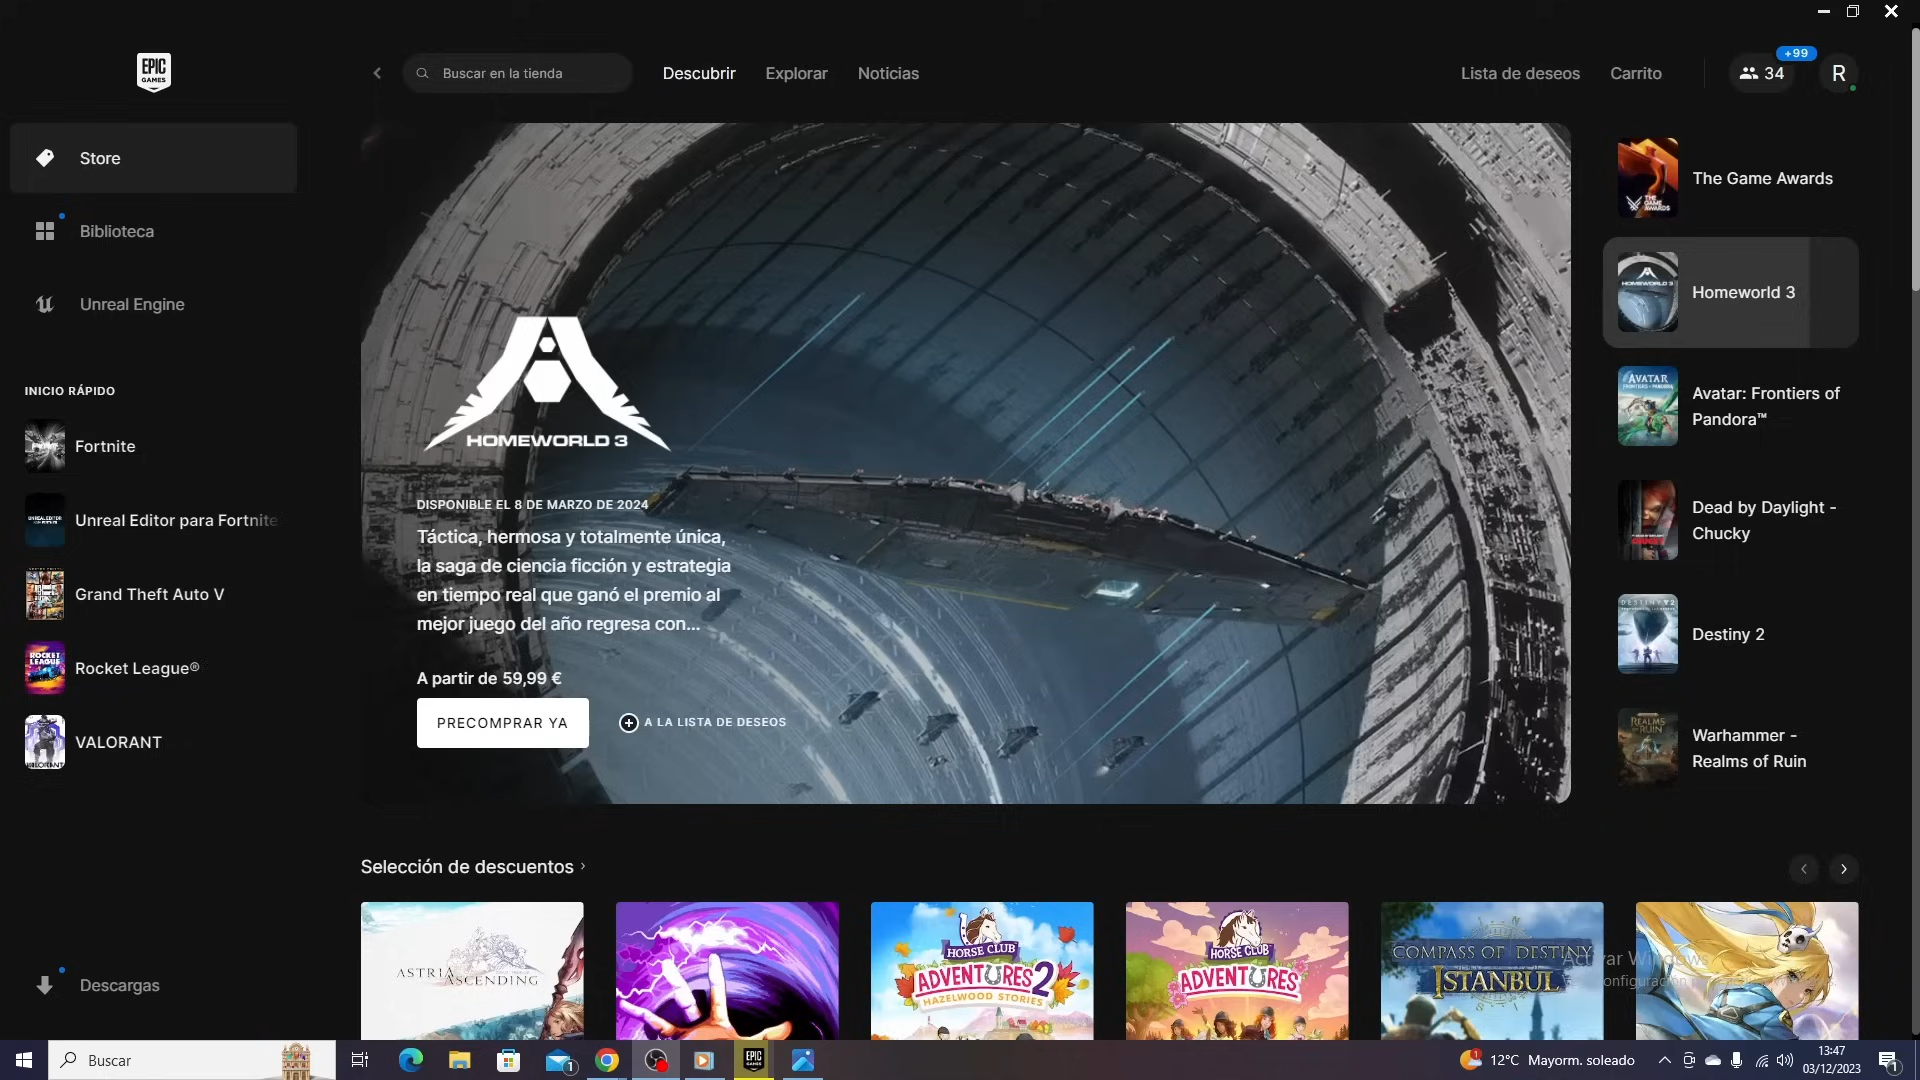 EPIC
GAMES
Buscar en la tienda
Descubrir
Explorar
Noticias
Lista de deseos
Carrito
+99
34
R
Store
Biblioteca
Unreal Engine
INICIO RÁPIDO
Fortnite
Unreal Editor para Fortnite
Grand Theft Auto V
Rocket League®
VALORANT
Descargas
HOMEWORLD 3
DISPONIBLE EL 8 DE MARZO DE 2024
Táctica, hermosa y totalmente única,
la saga de ciencia ficción y estrategia
en tiempo real que ganó el premio al
mejor juego del año regresa con...
A partir de 59,99 €
PRECOMPRAR YA
A LA LISTA DE DESEOS
The Game Awards
Homeworld 3
Avatar: Frontiers of
Pandora™
Dead by Daylight -
Chucky
Destiny 2
Warhammer -
Realms of Ruin
Selección de descuentos
ASTRIA ASCENDING
HORSE CLUB
ADVENTURES 2
HAZELWOOD STORIES
HORSE CLUB
ADVENTURES
COMPASS OF DESTINY
ISTANBUL
Buscar
1
1
12°C Mayorm. soleado
13:47
03/12/2023
1